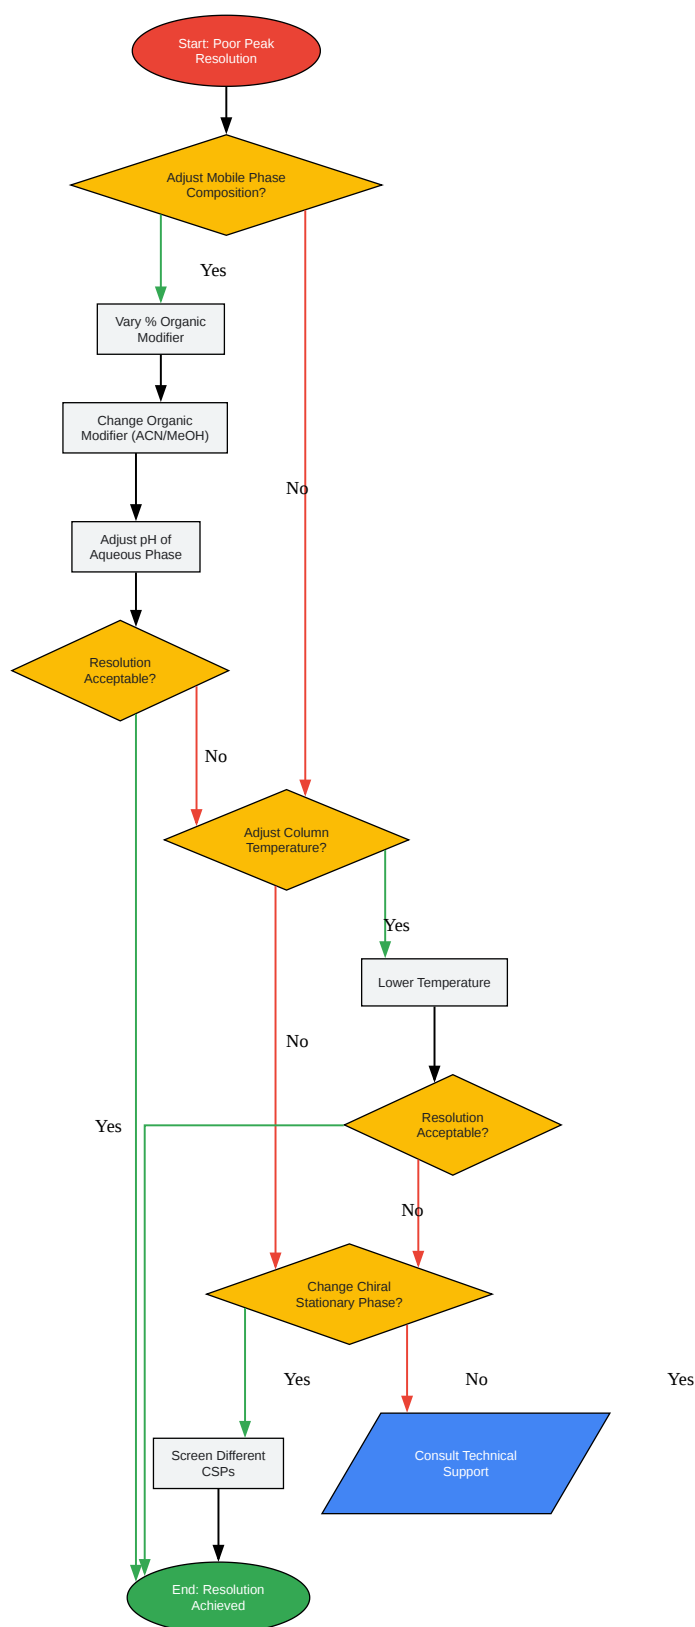 Start: Poor Peak
Resolution
Adjust Mobile Phase
Composition?
Yes
Vary % Organic
Modifier
Change Organic
Modifier (ACN/MeOH)
No
Adjust pH of
Aqueous Phase
Resolution
Acceptable?
No
Adjust Column
Temperature?
Yes
Lower Temperature
No
Resolution
Acceptable?
Yes
No
Change Chiral
Stationary Phase?
Yes
No
Yes
Screen Different
CSPs
Consult Technical
Support
End: Resolution
Achieved